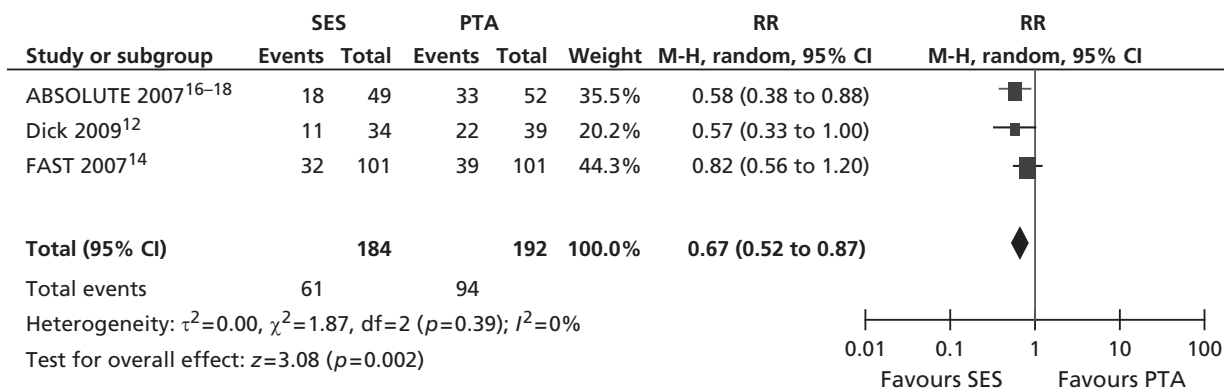 SES PTA RR RR
Study or subgroup Events Total Events Total Weight M-H, random, 95% CI M-H, random, 95% CI
ABSOLUTE 2007¹⁶⁻¹⁸ 18 49 33 52 35.5% 0.58 (0.38 to 0.88)
Dick 2009¹² 11 34 22 39 20.2% 0.57 (0.33 to 1.00)
FAST 2007¹⁴ 32 101 39 101 44.3% 0.82 (0.56 to 1.20)
Total (95% CI) 184 192 100.0% 0.67 (0.52 to 0.87)
Total events 61 94
Heterogeneity: τ²=0.00, χ²=1.87, df=2 (p=0.39); I²=0%
Test for overall effect: z=3.08 (p=0.002)
0.01 0.1 1 10 100
Favours SES Favours PTA